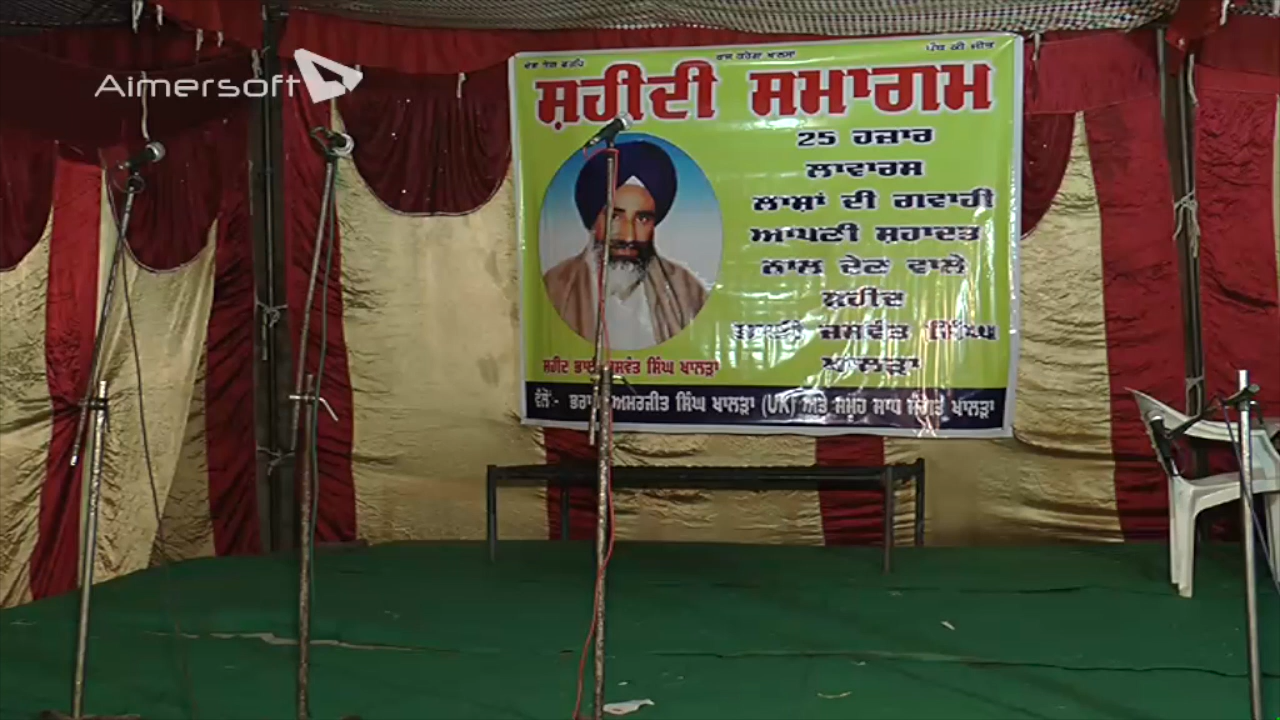 Aimersoft
ਪੰਥ ਕੀ ਜੀਤ
ਸ਼ਹੀਦੀ ਸਮਾਗਮ
25 ਹਜ਼ਾਰ
ਲਾਵਾਰਸ
ਲਾਸ਼ਾਂ ਦੀ ਗਵਾਹੀ
ਆਪਣੀ ਸ਼ਹਾਦਤ
ਨਾਲ ਦੇਣ ਵਾਲੇ
ਸ਼ਹੀਦ
ਭਾਈ ਜਸਵੰਤ ਸਿੰਘ
ਖਾਲੜਾ
ਸ਼ਹੀਦ ਭਾਈ ਜਸਵੰਤ ਸਿੰਘ ਖਾਲੜਾ
ਵੱਲੋਂ:- ਅਮਰਜੀਤ ਸਿੰਘ ਖਾਲੜਾ (UK) ਅਤੇ ਸਮੂਹ ਸਾਧ ਸੰਗਤ ਖਾਲੜਾ